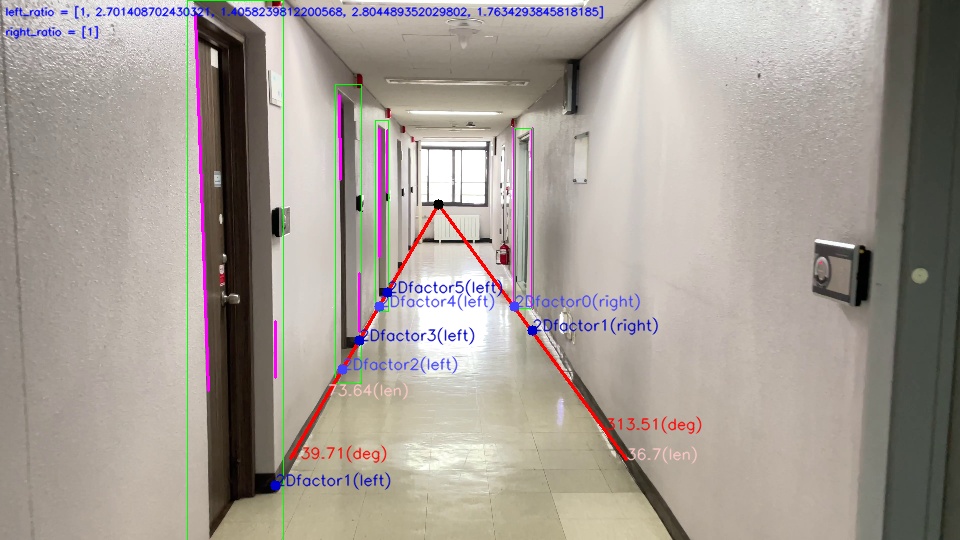 left_ratio = [1, 2.701408702430321, 1.4058239812200568, 2.804489352029802, 1.7634293845818185]
right_ratio = [1]
2Dfactor5(left)
2Dfactor4(left)
2Dfactor0(right)
2Dfactor1(right)
2Dfactor3(left)
2Dfactor2(left)
73.64(len)
313.51(deg)
39.71(deg)
36.7(len)
2Dfactor1(left)